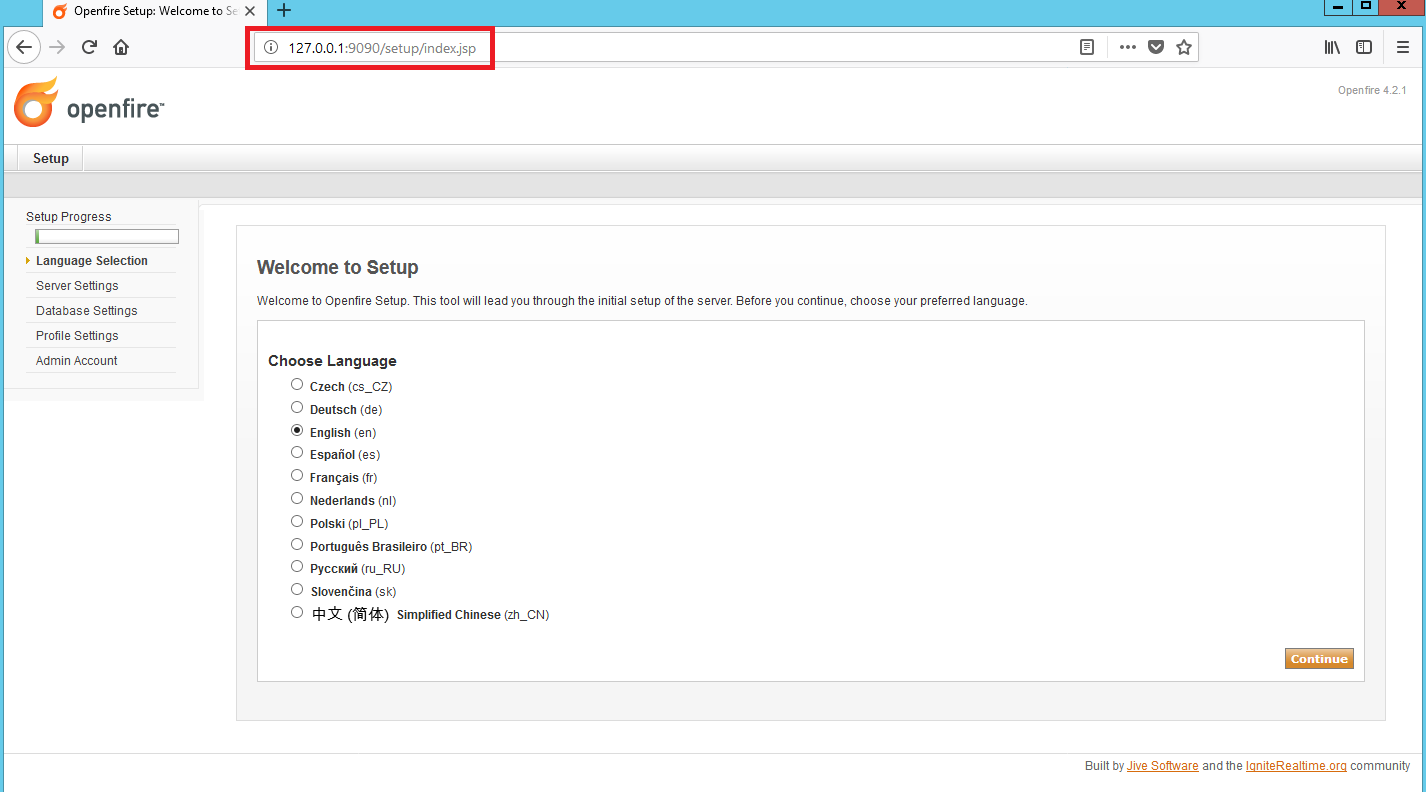 Openfire Setup: Welcome to Se
127.0.0.1:9090/setup/index.jsp
openfire™
Openfire 4.2.1
Setup
Setup Progress
Language Selection
Server Settings
Database Settings
Profile Settings
Admin Account
Welcome to Setup
Welcome to Openfire Setup. This tool will lead you through the initial setup of the server. Before you continue, choose your preferred language.
Choose Language
Czech (cs_CZ)
Deutsch (de)
English (en)
Español (es)
Français (fr)
Nederlands (nl)
Polski (pl_PL)
Português Brasileiro (pt_BR)
Русский (ru_RU)
Slovenčina (sk)
中文 (简体) Simplified Chinese (zh_CN)
Continue
Built by Jive Software and the IgniteRealtime.org community